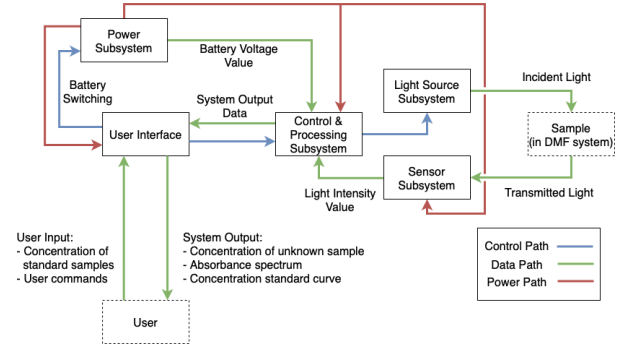 Power
Subsystem
Battery Voltage
Value
Battery
Switching
System Output
Data
User Interface
Control &
Processing
Subsystem
Light Source
Subsystem
Incident Light
Sample
(in DMF system)
Sensor
Subsystem
Light Intensity
Value
Transmitted Light
User Input:
- Concentration of
standard samples
- User commands
System Output:
- Concentration of unknown sample
- Absorbance spectrum
- Concentration standard curve
User
Control Path
Data Path
Power Path